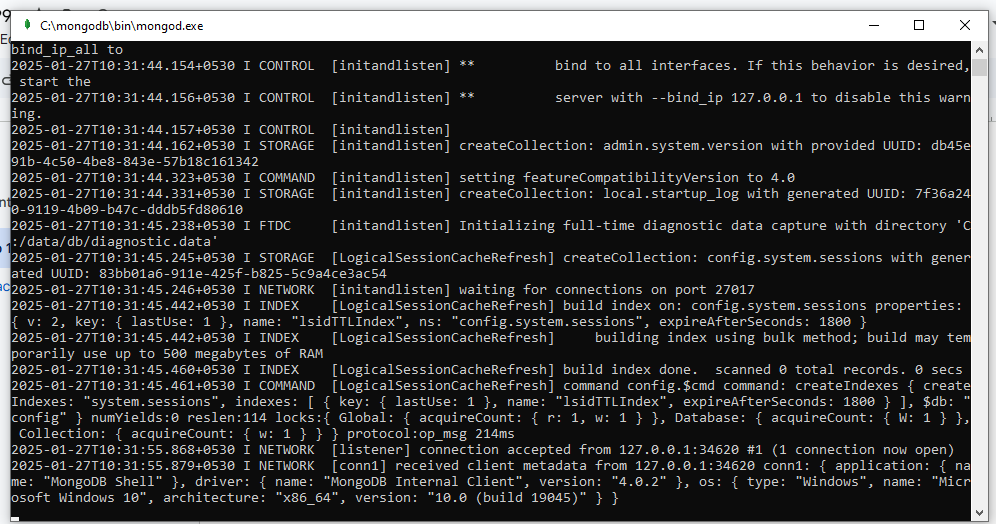 C:\mongodb\bin\mongod.exe
bind_ip_all to
2025-01-27T10:31:44.154+0530 I CONTROL  [initandlisten] **          bind to all interfaces. If this behavior is desired,
 start the
2025-01-27T10:31:44.156+0530 I CONTROL  [initandlisten] **          server with --bind_ip 127.0.0.1 to disable this warn
ing.
2025-01-27T10:31:44.157+0530 I CONTROL  [initandlisten]
2025-01-27T10:31:44.162+0530 I STORAGE  [initandlisten] createCollection: admin.system.version with provided UUID: db45e
91b-4c50-4be8-843e-57b18c161342
2025-01-27T10:31:44.323+0530 I COMMAND  [initandlisten] setting featureCompatibilityVersion to 4.0
2025-01-27T10:31:44.331+0530 I STORAGE  [initandlisten] createCollection: local.startup_log with generated UUID: 7f36a24
0-9119-4b09-b47c-dddb5fd80610
2025-01-27T10:31:45.238+0530 I FTDC     [initandlisten] Initializing full-time diagnostic data capture with directory 'C
:/data/db/diagnostic.data'
2025-01-27T10:31:45.245+0530 I STORAGE  [LogicalSessionCacheRefresh] createCollection: config.system.sessions with gener
ated UUID: 83bb01a6-911e-425f-b825-5c9a4ce3ac54
2025-01-27T10:31:45.246+0530 I NETWORK  [initandlisten] waiting for connections on port 27017
2025-01-27T10:31:45.442+0530 I INDEX    [LogicalSessionCacheRefresh] build index on: config.system.sessions properties:
{ v: 2, key: { lastUse: 1 }, name: "lsidTTLIndex", ns: "config.system.sessions", expireAfterSeconds: 1800 }
2025-01-27T10:31:45.442+0530 I INDEX    [LogicalSessionCacheRefresh]     building index using bulk method; build may tem
porarily use up to 500 megabytes of RAM
2025-01-27T10:31:45.460+0530 I INDEX    [LogicalSessionCacheRefresh] build index done.  scanned 0 total records. 0 secs
2025-01-27T10:31:45.461+0530 I COMMAND  [LogicalSessionCacheRefresh] command config.$cmd command: createIndexes { create
Indexes: "system.sessions", indexes: [ { key: { lastUse: 1 }, name: "lsidTTLIndex", expireAfterSeconds: 1800 } ], $db: "
config" } numYields:0 reslen:114 locks:{ Global: { acquireCount: { r: 1, w: 1 } }, Database: { acquireCount: { W: 1 } },
 Collection: { acquireCount: { w: 1 } } } protocol:op_msg 214ms
2025-01-27T10:31:55.868+0530 I NETWORK  [listener] connection accepted from 127.0.0.1:34620 #1 (1 connection now open)
2025-01-27T10:31:55.879+0530 I NETWORK  [conn1] received client metadata from 127.0.0.1:34620 conn1: { application: { na
me: "MongoDB Shell" }, driver: { name: "MongoDB Internal Client", version: "4.0.2" }, os: { type: "Windows", name: "Micr
osoft Windows 10", architecture: "x86_64", version: "10.0 (build 19045)" } }